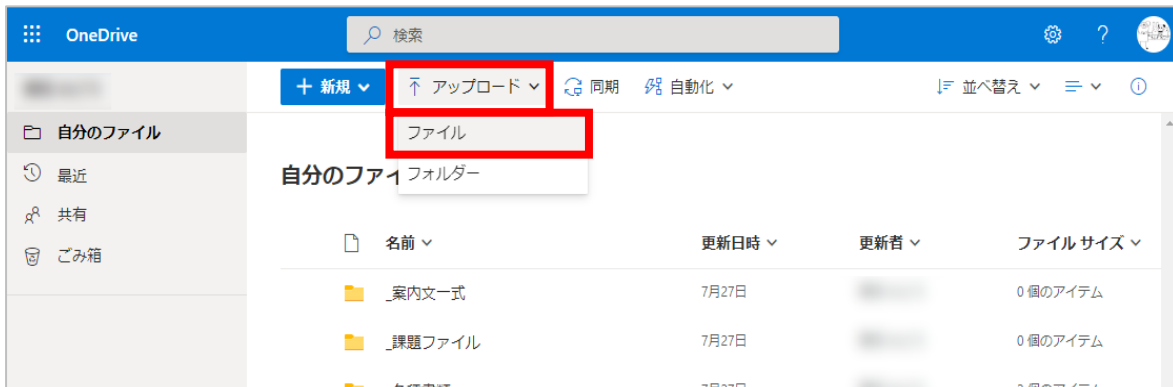 OneDrive 検索 ?
+ 新規 アップロード 同期 自動化 並べ替え
自分のファイル
ファイル
最近
自分のファイ
フォルダー
共有
名前 更新日時 更新者 ファイル サイズ
ごみ箱
_案内文一式 7月27日 0 個のアイテム
_課題ファイル 7月27日 0 個のアイテム